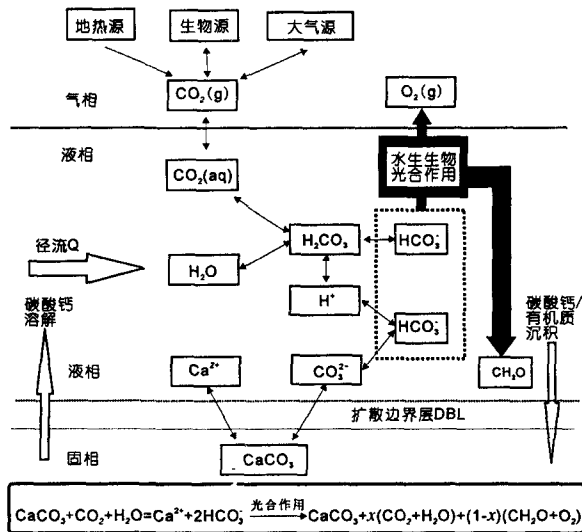 地热源 生物源 大气源
CO₂(g) O₂(g)
气相
液相
水生生物
光合作用
CO₂(aq)
H₂CO₃ HCO₃⁻
径流Q
H₂O
H⁺
碳酸钙
溶解
HCO₃⁻
碳酸钙/
有机质
沉积
液相
Ca²⁺ CO₃²⁻ CH₂O
扩散边界层DBL
固相
CaCO₃
CaCO₃+CO₂+H₂O=Ca²⁺+2HCO₃⁻ 光合作用→ CaCO₃+x(CO₂+H₂O)+(1-x)(CH₂O+O₂)